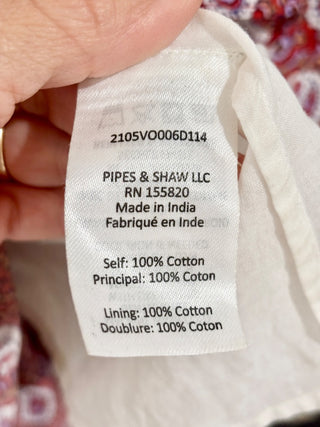 2105VO006D114
PIPES & SHAW LLC
RN 155820
Made in India
Fabriqué en Inde
Self: 100% Cotton
Principal: 100% Coton
Lining: 100% Cotton
Doublure: 100% Coton